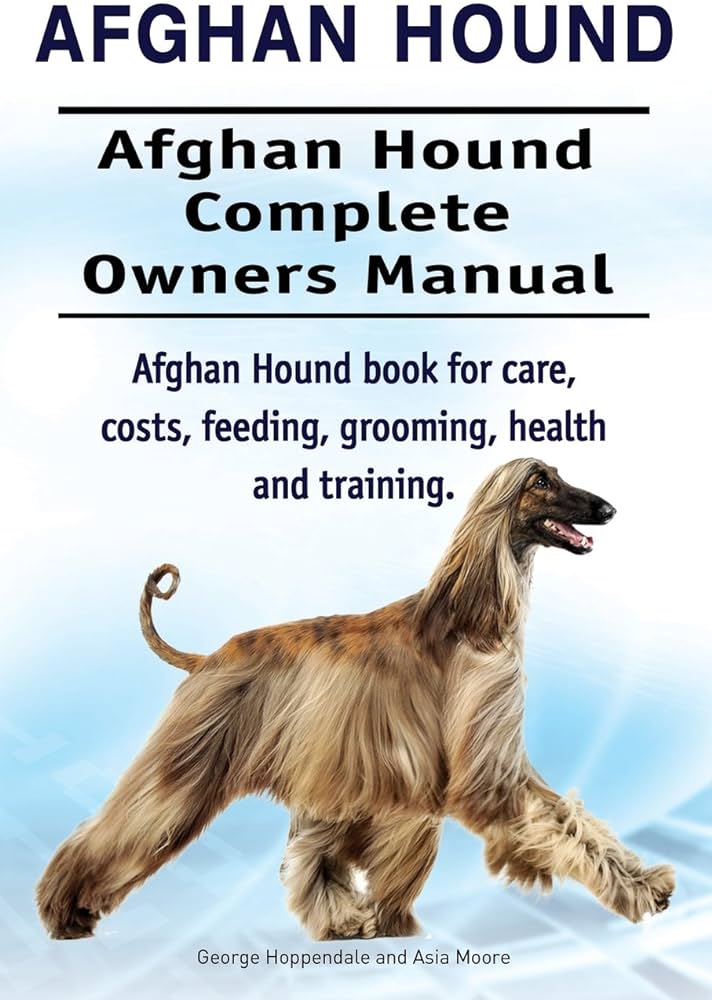 AFGHAN HOUND
Afghan Hound
Complete
Owners Manual
Afghan Hound book for care,
costs, feeding, grooming, health
and training.
George Hoppendale and Asia Moore